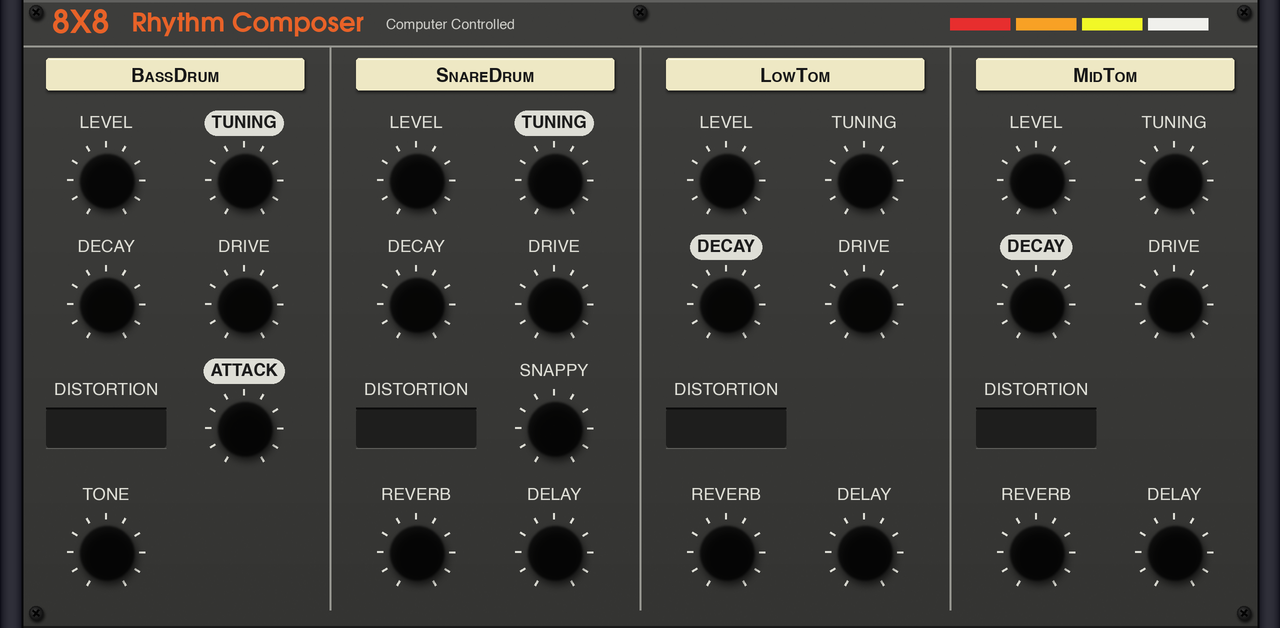 8X8 Rhythm Composer Computer Controlled
BassDrum SnareDrum LowTom MidTom
LEVEL TUNING LEVEL TUNING LEVEL TUNING LEVEL TUNING
DECAY DRIVE DECAY DRIVE DECAY DRIVE DECAY DRIVE
ATTACK SNAPPY
DISTORTION DISTORTION DISTORTION DISTORTION
TONE REVERB DELAY REVERB DELAY REVERB DELAY